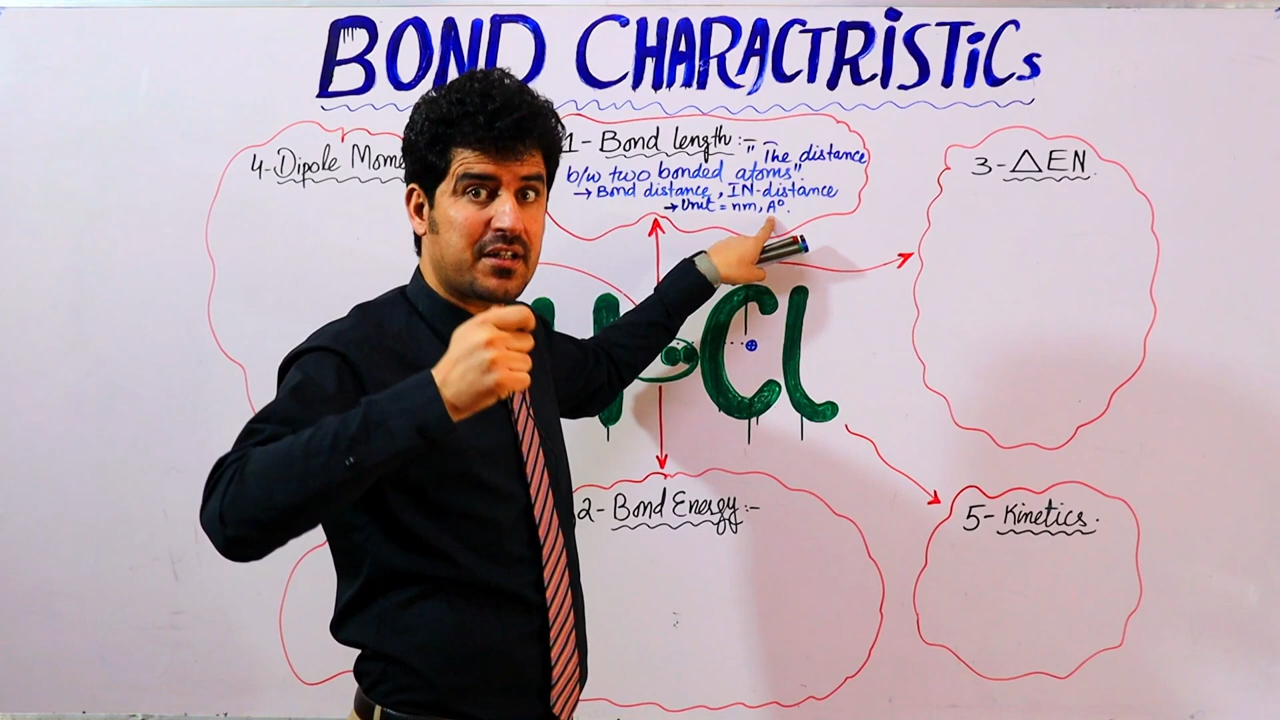 BOND CHARACTRISTiCs
4-Dipole Mome
1- Bond length:-
"The distance
b/w two bonded atoms".
→ Bond distance, IN-distance
→ Unit = nm, A°.
3- ΔEN
Cl
2- Bond Energy:-
5- Kinetics.